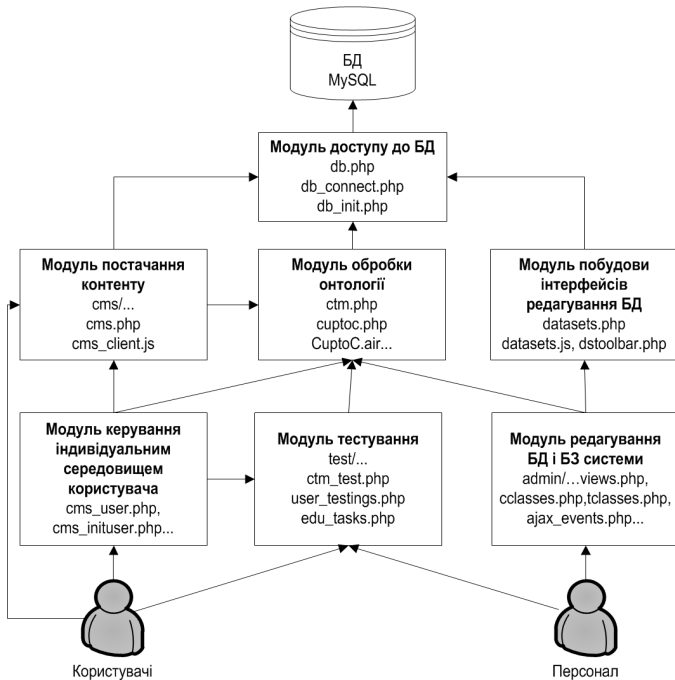 БД
MySQL
Модуль доступу до БД
db.php
db_connect.php
db_init.php
Модуль постачання
контенту
cms/...
cms.php
cms_client.js
Модуль обробки
онтології
ctm.php
cuptoc.php
CuptoC.air...
Модуль побудови
інтерфейсів
редагування БД
datasets.php
datasets.js, dstoolbar.php
Модуль керування
індивідуальним
середовищем
користувача
cms_user.php,
cms_inituser.php...
Модуль тестування
test/...
ctm_test.php
user_testings.php
edu_tasks.php
Модуль редагування
БД і БЗ системи
admin/…views.php,
cclasses.php,tclasses.php,
ajax_events.php...
Користувачі
Персонал